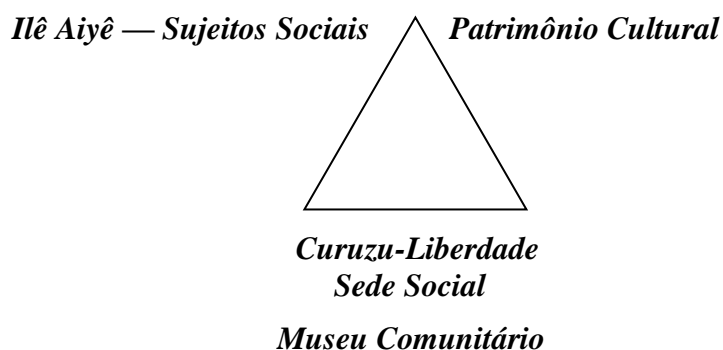 Ilê Aiyê — Sujeitos Sociais
Patrimônio Cultural
Curuzu-Liberdade
Sede Social
Museu Comunitário